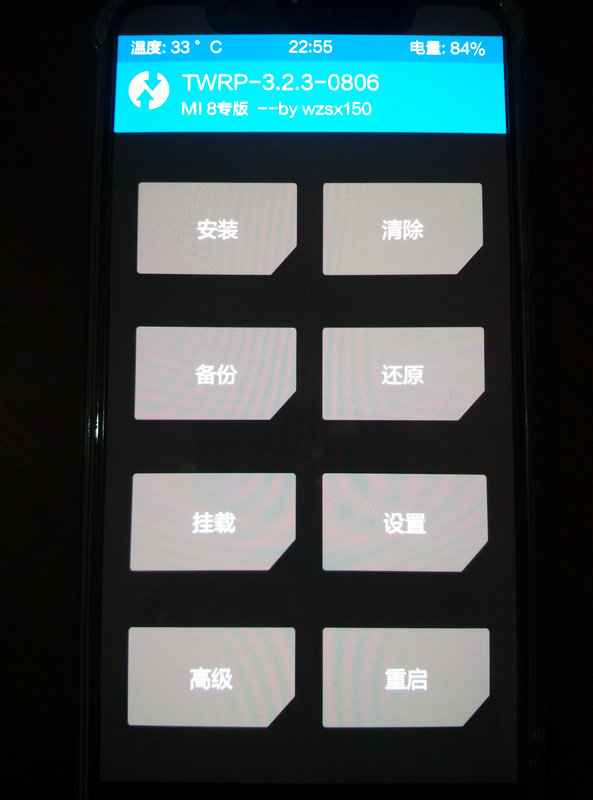 温度: 33 ° C 22:55 电量: 84%
TWRP-3.2.3-0806
MI 8专版 --by wzsx150
安装 清除
备份 还原
挂载 设置
高级 重启